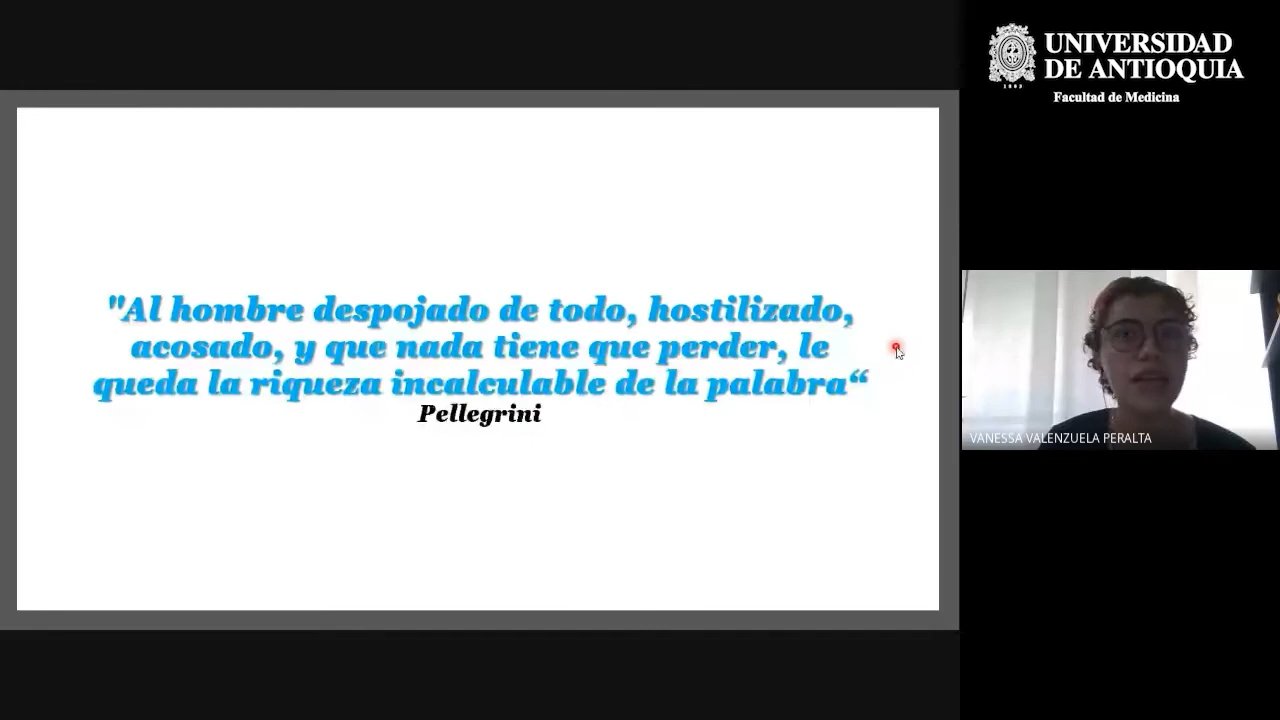 "Al hombre despojado de todo, hostilizado,
acosado, y que nada tiene que perder, le
queda la riqueza incalculable de la palabra“
Pellegrini
UNIVERSIDAD
DE ANTIOQUIA
1803
Facultad de Medicina
VANESSA VALENZUELA PERALTA